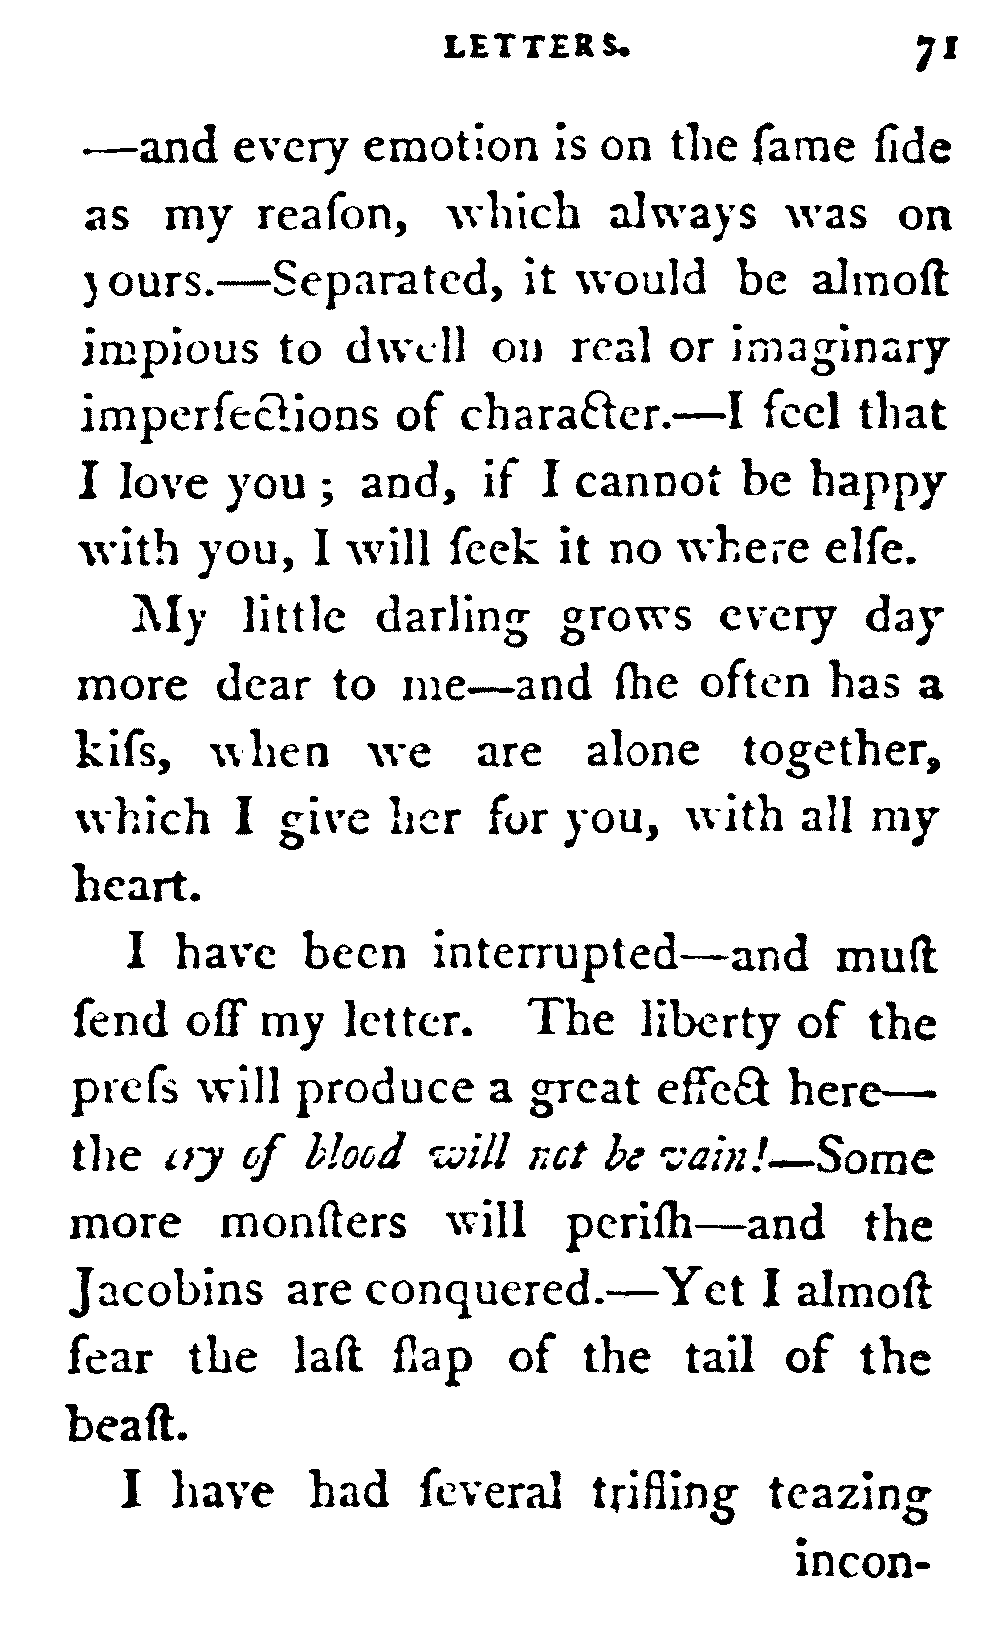 LETTERS. 71
—and every emotion is on the ſame ſide
as my reaſon, which always was on
yours.—Separated, it would be almoſt
impious to dwell on real or imaginary
imperfections of character.—I feel that
I love you; and, if I cannot be happy
with you, I will ſeek it no where elſe.
My little darling grows every day
more dear to me—and ſhe often has a
kiſs, when we are alone together,
which I give her for you, with all my
heart.
I have been interrupted—and muſt
ſend off my letter. The liberty of the
preſs will produce a great effect here—
the cry of blood will not be vain!—Some
more monſters will periſh—and the
Jacobins are conquered.—Yet I almoſt
fear the laſt flap of the tail of the
beaſt.
I have had ſeveral trifling teazing
incon-